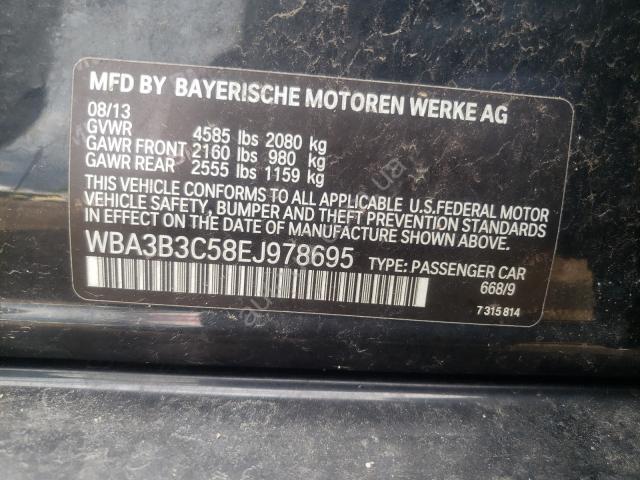 MFD BY BAYERISCHE MOTOREN WERKE AG
08/13
GVWR 4585 lbs 2080 kg
GAWR FRONT 2160 lbs 980 kg
GAWR REAR 2555 lbs 1159 kg
THIS VEHICLE CONFORMS TO ALL APPLICABLE U.S.FEDERAL MOTOR
VEHICLE SAFETY, BUMPER AND THEFT PREVENTION STANDARDS
IN EFFECT ON THE DATE OF MANUFACTURE SHOWN ABOVE.
WBA3B3C58EJ978695 TYPE: PASSENGER CAR
668/9
7 315 814